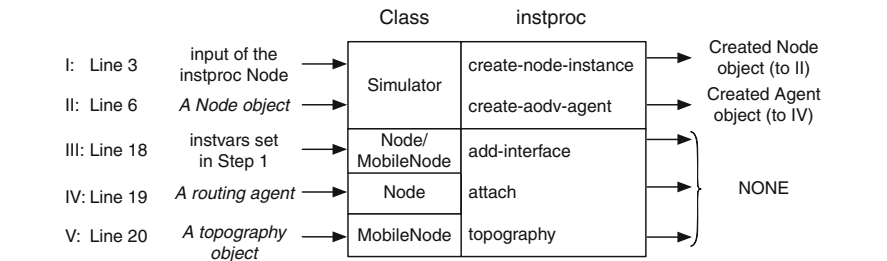 Class instproc
I: Line 3 input of the instproc Node Simulator create-node-instance Created Node object (to II)
II: Line 6 A Node object create-aodv-agent Created Agent object (to IV)
III: Line 18 instvars set in Step 1 Node/ MobileNode add-interface
IV: Line 19 A routing agent Node attach NONE
V: Line 20 A topography object MobileNode topography